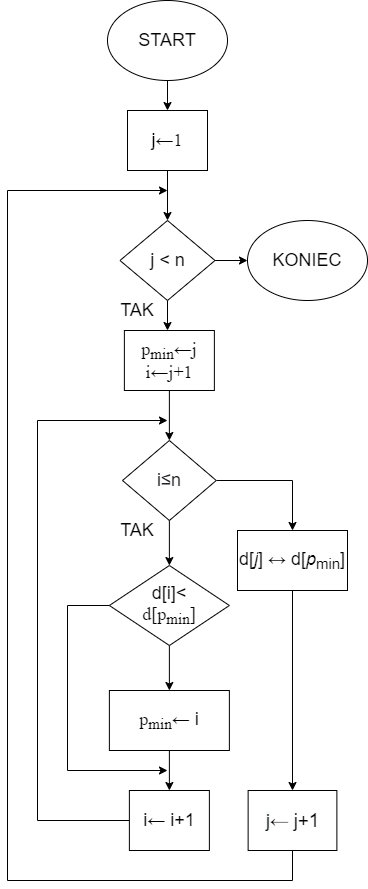 START
j←1
j < n
KONIEC
TAK
pmin←j
i←j+1
i≤n
TAK
d[j] ↔ d[pmin]
d[i]<
d[pmin]
pmin← i
i← i+1
j← j+1